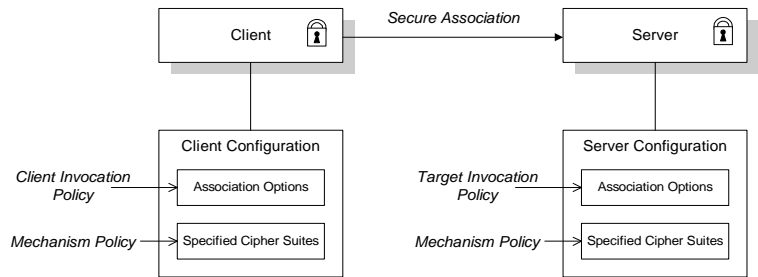 Secure Association
Client
Server
Client Configuration
Server Configuration
Client Invocation
Policy
Association Options
Target Invocation
Policy
Association Options
Mechanism Policy
Specified Cipher Suites
Mechanism Policy
Specified Cipher Suites